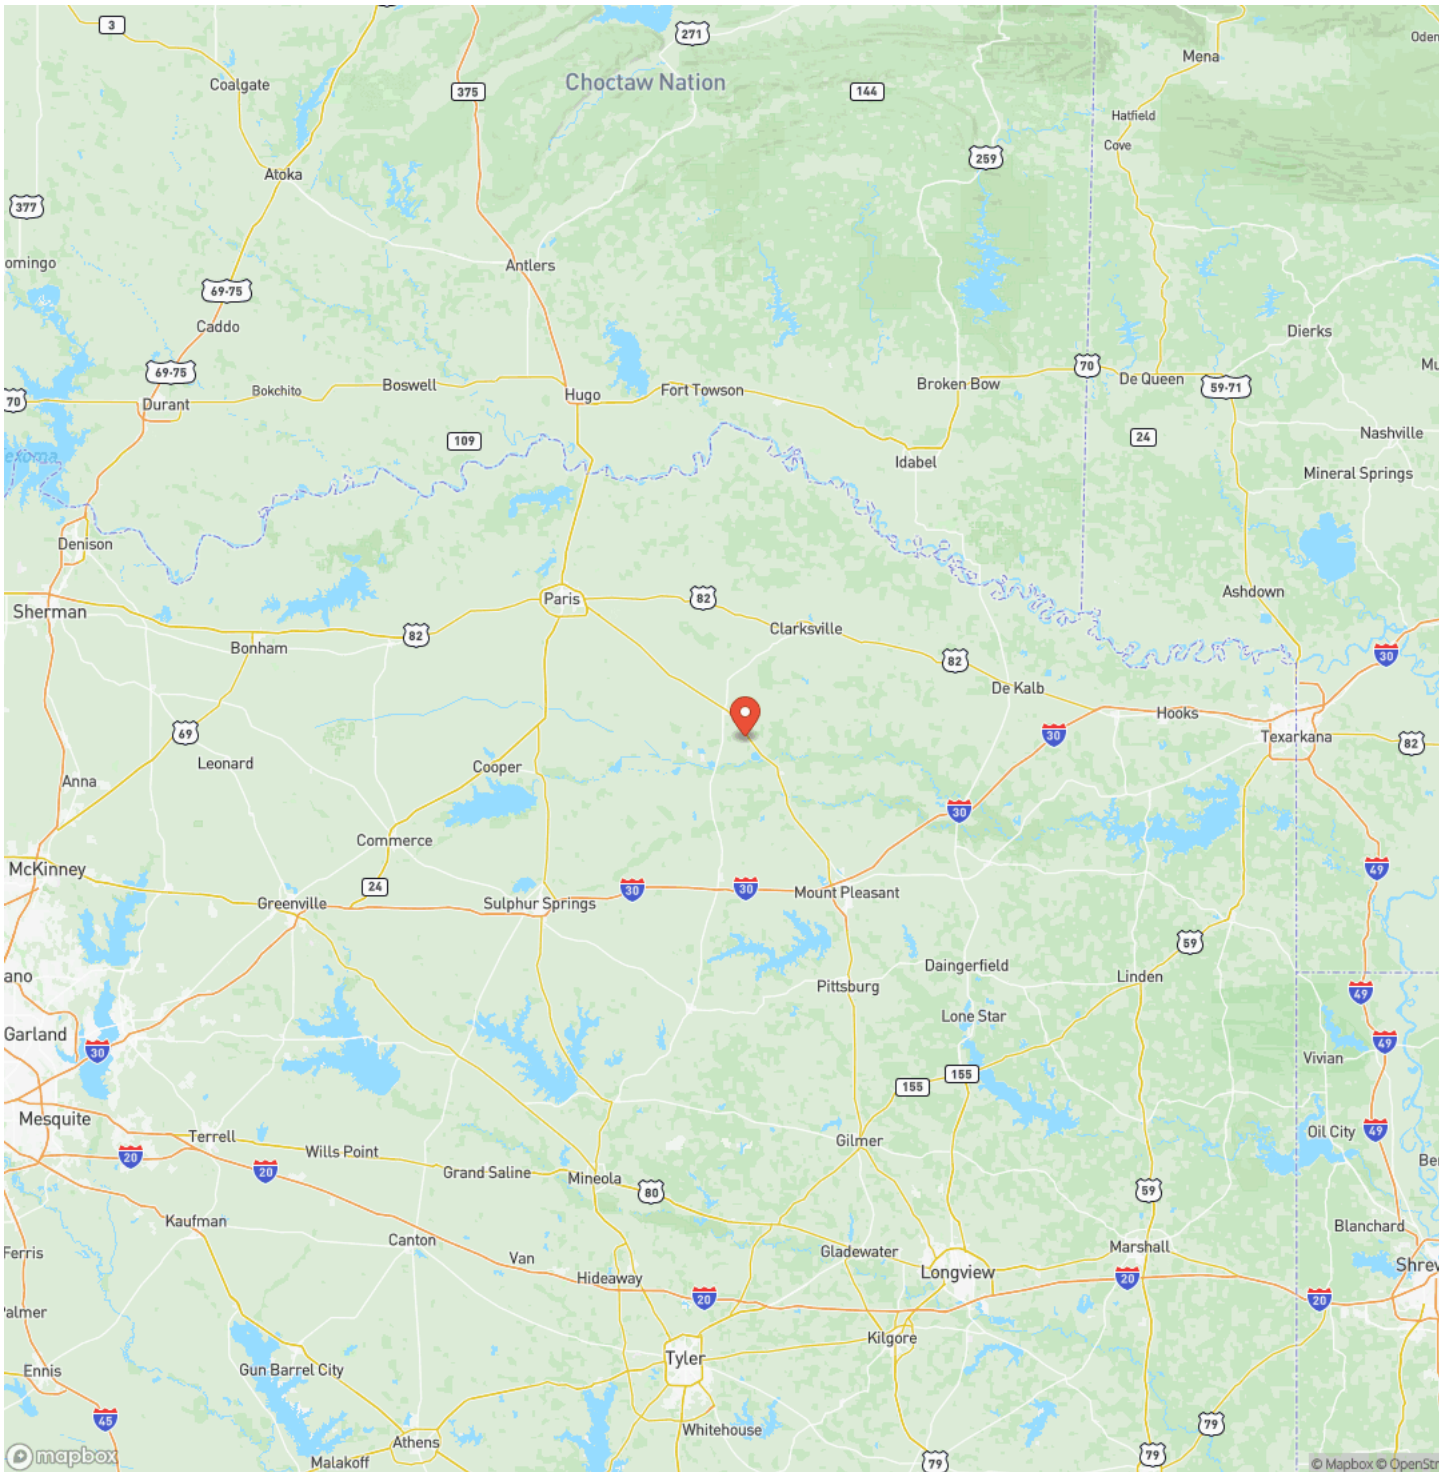 3
271
Mena
Oden
Coalgate
Choctaw Nation
375
144
Hatfield
Cove
259
Atoka
377
omingo
Antlers
69-75
Caddo
Dierks
69-75
Mu
70
Bokchito
Boswell
Hugo
Fort Towson
Broken Bow
70
De Queen
59-71
70
Durant
109
24
Nashville
exoma
Idabel
Mineral Springs
Denison
Ashdown
Sherman
Paris
82
Clarksville
Bonham
82
82
30
De Kalb
Hooks
69
30
Texarkana
82
Leonard
Cooper
Anna
30
Commerce
McKinney
24
30
30
Mount Pleasant
49
Greenville
Sulphur Springs
59
ano
Daingerfield
Linden
Pittsburg
49
Garland
Lone Star
49
30
Vivian
155
155
Mesquite
Terrell
Wills Point
Gilmer
Oil City
49
20
20
Grand Saline
Mineola
80
59
Be
Kaufman
Canton
Blanchard
Ferris
Van
Gladewater
Marshall
Shrev
Hideaway
Longview
20
20
20
Palmer
Kilgore
Ennis
Gun Barrel City
Tyler
45
Whitehouse
79
Athens
79
79
Malakoff
mapbox
© Mapbox © OpenStr